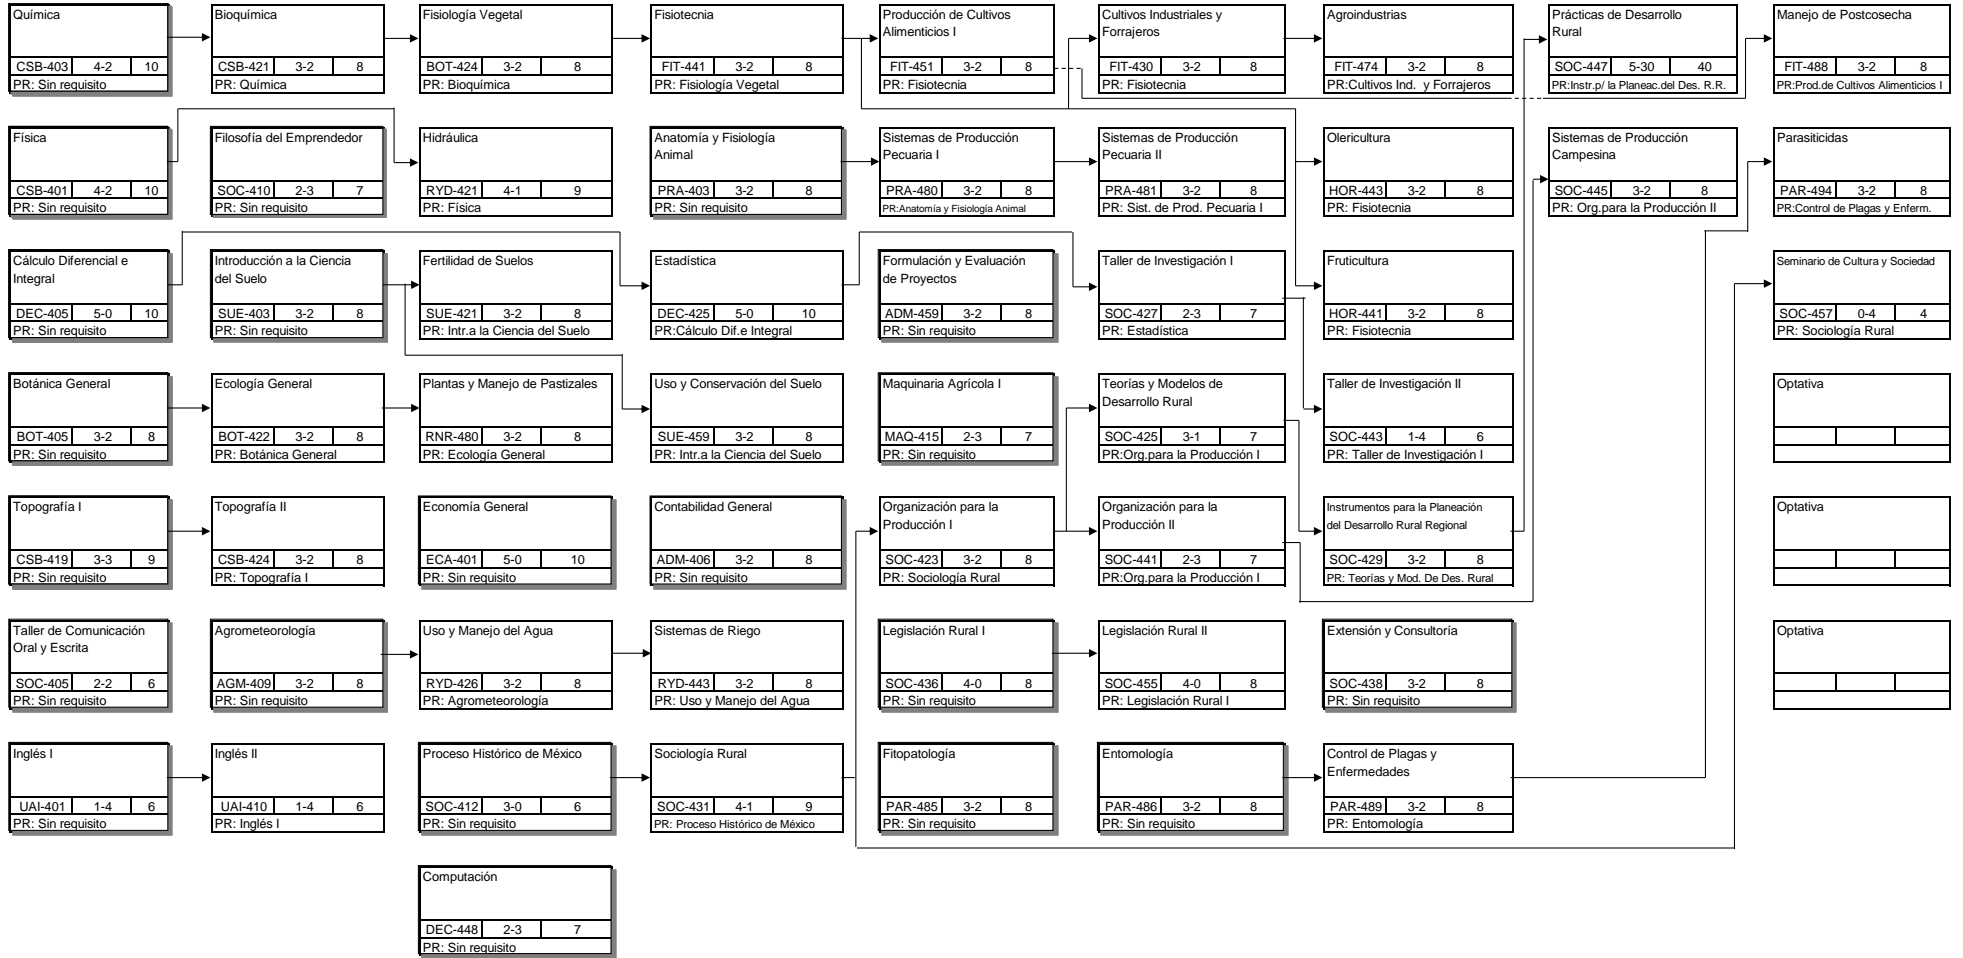 Química
CSB-403 4-2 10
PR: Sin requisito
Bioquímica
CSB-421 3-2 8
PR: Química
Fisiología Vegetal
BOT-424 3-2 8
PR: Bioquímica
Fisiotecnia
FIT-441 3-2 8
PR: Fisiología Vegetal
Producción de Cultivos
Alimenticios I
FIT-451 3-2 8
PR: Fisiotecnia
Cultivos Industriales y
Forrajeros
FIT-430 3-2 8
PR: Fisiotecnia
Agroindustrias
FIT-474 3-2 8
PR:Cultivos Ind. y Forrajeros
Prácticas de Desarrollo
Rural
SOC-447 5-30 40
PR:Instr.p/ la Planeac.del Des. R.R.
Manejo de Postcosecha
FIT-488 3-2 8
PR:Prod.de Cultivos Alimenticios I
Física
CSB-401 4-2 10
PR: Sin requisito
Filosofía del Emprendedor
SOC-410 2-3 7
PR: Sin requisito
Hidráulica
RYD-421 4-1 9
PR: Física
Anatomía y Fisiología
Animal
PRA-403 3-2 8
PR: Sin requisito
Sistemas de Producción
Pecuaria I
PRA-480 3-2 8
PR:Anatomía y Fisiología Animal
Sistemas de Producción
Pecuaria II
PRA-481 3-2 8
PR: Sist. de Prod. Pecuaria I
Olericultura
HOR-443 3-2 8
PR: Fisiotecnia
Sistemas de Producción
Campesina
SOC-445 3-2 8
PR: Org.para la Producción II
Parasiticidas
PAR-494 3-2 8
PR:Control de Plagas y Enferm.
Cálculo Diferencial e
Integral
DEC-405 5-0 10
PR: Sin requisito
Introducción a la Ciencia
del Suelo
SUE-403 3-2 8
PR: Sin requisito
Fertilidad de Suelos
SUE-421 3-2 8
PR: Intr.a la Ciencia del Suelo
Estadística
DEC-425 5-0 10
PR:Cálculo Dif.e Integral
Formulación y Evaluación
de Proyectos
ADM-459 3-2 8
PR: Sin requisito
Taller de Investigación I
SOC-427 2-3 7
PR: Estadística
Fruticultura
HOR-441 3-2 8
PR: Fisiotecnia
Seminario de Cultura y Sociedad
SOC-457 0-4 4
PR: Sociología Rural
Botánica General
BOT-405 3-2 8
PR: Sin requisito
Ecología General
BOT-422 3-2 8
PR: Botánica General
Plantas y Manejo de Pastizales
RNR-480 3-2 8
PR: Ecología General
Uso y Conservación del Suelo
SUE-459 3-2 8
PR: Intr.a la Ciencia del Suelo
Maquinaria Agrícola I
MAQ-415 2-3 7
PR: Sin requisito
Teorías y Modelos de
Desarrollo Rural
SOC-425 3-1 7
PR:Org.para la Producción I
Taller de Investigación II
SOC-443 1-4 6
PR: Taller de Investigación I
Optativa
Topografía I
CSB-419 3-3 9
PR: Sin requisito
Topografía II
CSB-424 3-2 8
PR: Topografía I
Economía General
ECA-401 5-0 10
PR: Sin requisito
Contabilidad General
ADM-406 3-2 8
PR: Sin requisito
Organización para la
Producción I
SOC-423 3-2 8
PR: Sociología Rural
Organización para la
Producción II
SOC-441 2-3 7
PR:Org.para la Producción I
Instrumentos para la Planeación
del Desarrollo Rural Regional
SOC-429 3-2 8
PR: Teorías y Mod. De Des. Rural
Optativa
Taller de Comunicación
Oral y Escrita
SOC-405 2-2 6
PR: Sin requisito
Agrometeorología
AGM-409 3-2 8
PR: Sin requisito
Uso y Manejo del Agua
RYD-426 3-2 8
PR: Agrometeorología
Sistemas de Riego
RYD-443 3-2 8
PR: Uso y Manejo del Agua
Legislación Rural I
SOC-436 4-0 8
PR: Sin requisito
Legislación Rural II
SOC-455 4-0 8
PR: Legislación Rural I
Extensión y Consultoría
SOC-438 3-2 8
PR: Sin requisito
Optativa
Inglés I
UAI-401 1-4 6
PR: Sin requisito
Inglés II
UAI-410 1-4 6
PR: Inglés I
Proceso Histórico de México
SOC-412 3-0 6
PR: Sin requisito
Sociología Rural
SOC-431 4-1 9
PR: Proceso Histórico de México
Fitopatología
PAR-485 3-2 8
PR: Sin requisito
Entomología
PAR-486 3-2 8
PR: Sin requisito
Control de Plagas y
Enfermedades
PAR-489 3-2 8
PR: Entomología
Computación
DEC-448 2-3 7
PR: Sin requisito